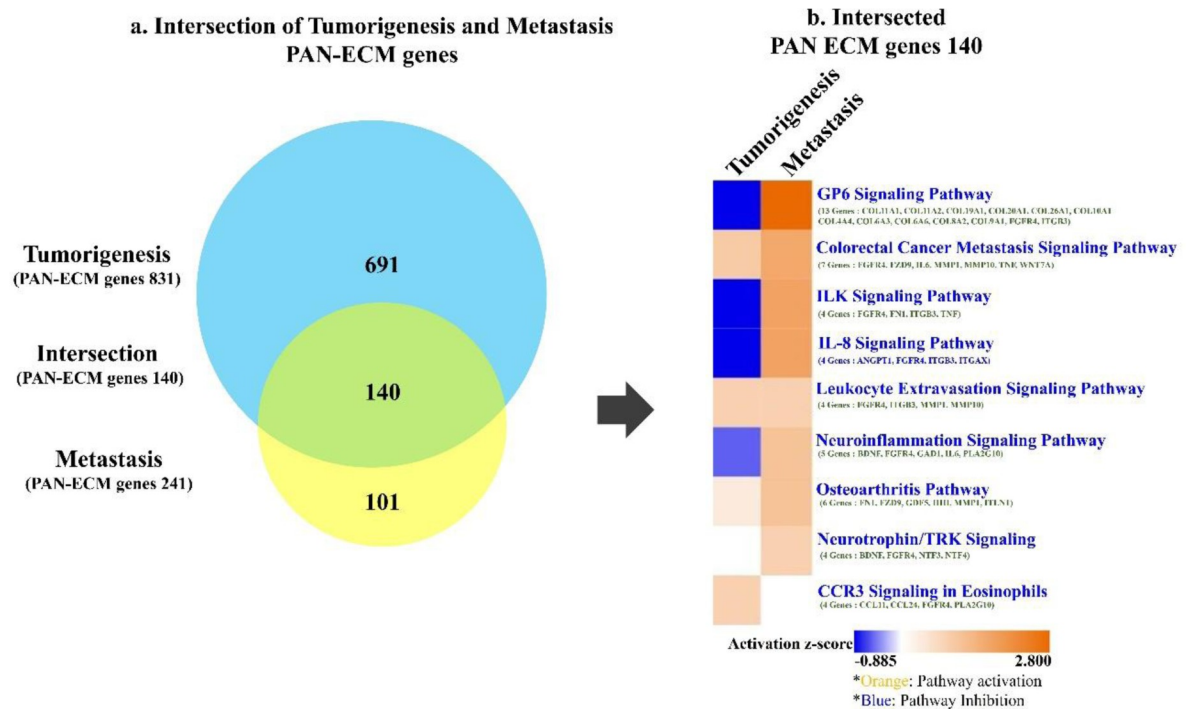 a. Intersection of Tumorigenesis and Metastasis
PAN-ECM genes
Tumorigenesis
(PAN-ECM genes 831)
691
Intersection
(PAN-ECM genes 140)
140
Metastasis
(PAN-ECM genes 241)
101
b. Intersected
PAN ECM genes 140
Tumorigenesis
Metastasis
GP6 Signaling Pathway
(13 Genes : COL11A1, COL11A2, COL19A1, COL20A1, COL26A1, COL10A1
COL4A4, COL6A3, COL6A6, COL8A2, COL9A1, FGFR4, ITGB3)
Colorectal Cancer Metastasis Signaling Pathway
(7 Genes : FGFR4, FZD9, IL6, MMP1, MMP10, TNF, WNT7A)
ILK Signaling Pathway
(4 Genes : FGFR4, FN1, ITGB3, TNF)
IL-8 Signaling Pathway
(4 Genes : ANGPT1, FGFR4, ITGB3, ITGAX)
Leukocyte Extravasation Signaling Pathway
(4 Genes : FGFR4, ITGB3, MMP1, MMP10)
Neuroinflammation Signaling Pathway
(5 Genes : BDNF, FGFR4, GAD1, IL6, PLA2G10)
Osteoarthritis Pathway
(6 Genes : FN1, FZD9, GDF5, MMP1, ITLN1)
Neurotrophin/TRK Signaling
(4 Genes : BDNF, FGFR4, NTF3, NTF4)
CCR3 Signaling in Eosinophils
(4 Genes : CCL11, CCL24, FGFR4, PLA2G10)
Activation z-score
-0.885 2.800
*Orange: Pathway activation
*Blue: Pathway Inhibition